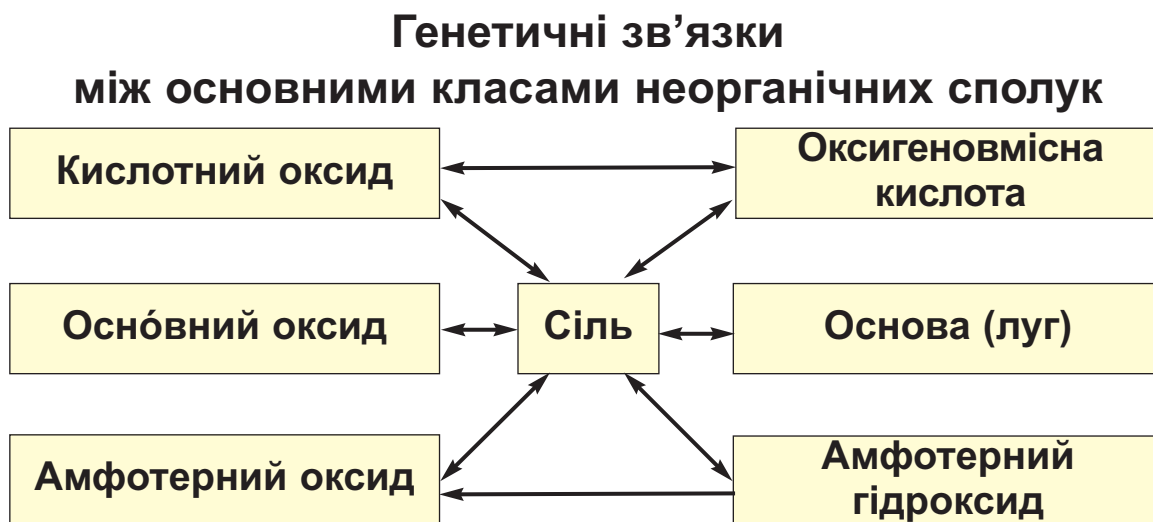 Генетичні зв’язки
між основними класами неорганічних сполук
Кислотний оксид
Оксигеновмісна
кислота
Оснóвний оксид
Сіль
Основа (луг)
Амфотерний оксид
Амфотерний
гідроксид